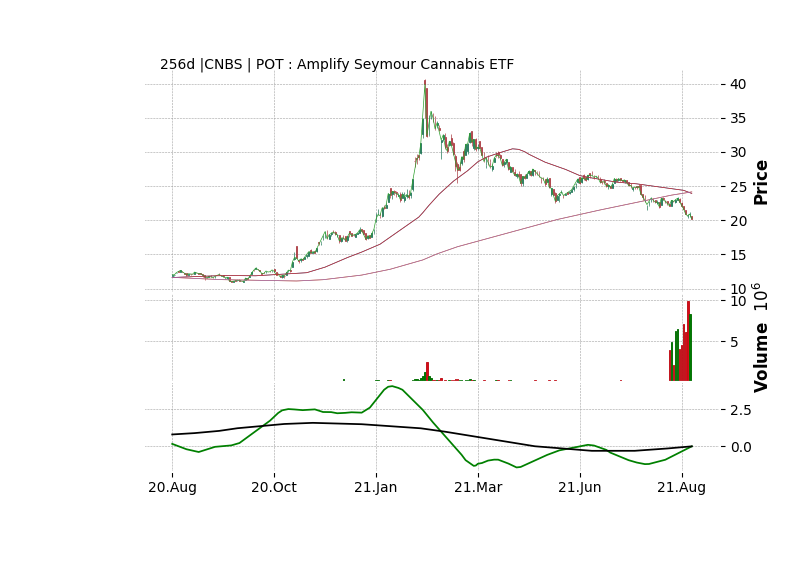 256d |CNBS | POT : Amplify Seymour Cannabis ETF
40
35
30
25
20
15
10
Price
10
5
Volume 10^6
2.5
0.0
20.Aug 20.Oct 21.Jan 21.Mar 21.Jun 21.Aug